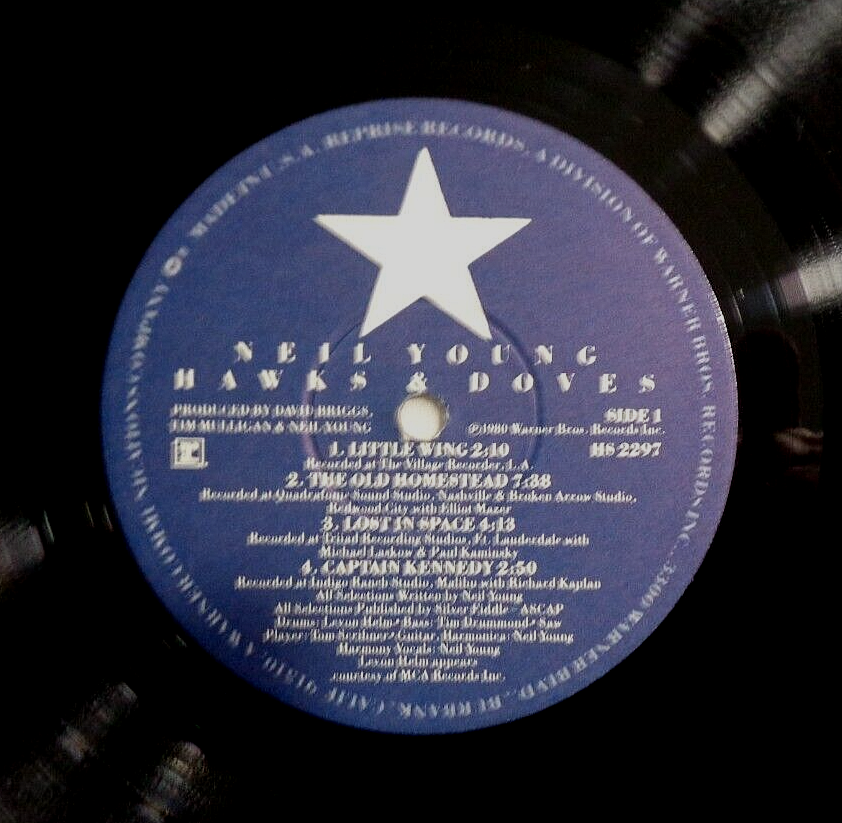 MADE IN U.S.A. REPRISE RECORDS, A DIVISION OF WARNER BROS. RECORDS INC., 3300 WARNER BLVD., BURBANK, CALIF. 91510. A WARNER COMMUNICATIONS COMPANY
NEIL YOUNG
HAWKS & DOVES
PRODUCED BY DAVID BRIGGS,
TIM MULLIGAN & NEIL YOUNG
SIDE 1
℗1980 Warner Bros. Records Inc.
HS 2297
1. LITTLE WING 2:10
Recorded at The Village Recorder, L.A.
2. THE OLD HOMESTEAD 7:38
Recorded at Quadrafonic Sound Studio, Nashville & Broken Arrow Studio,
Redwood City with Elliot Mazer
3. LOST IN SPACE 4:13
Recorded at Triiad Recording Studios, Ft. Lauderdale with
Michael Laskow & Paul Kaminsky
4. CAPTAIN KENNEDY 2:50
Recorded at Indigo Ranch Studio, Malibu with Richard Kaplan
All Selections Written by Neil Young
All Selections Published by Silver Fiddle - ASCAP
Drums: Levon Helm • Bass: Tim Drummond • Saw
Player: Tom Scribner • Guitar, Harmonica: Neil Young
Harmony Vocals: Neil Young
Levon Helm appears
courtesy of MCA Records Inc.